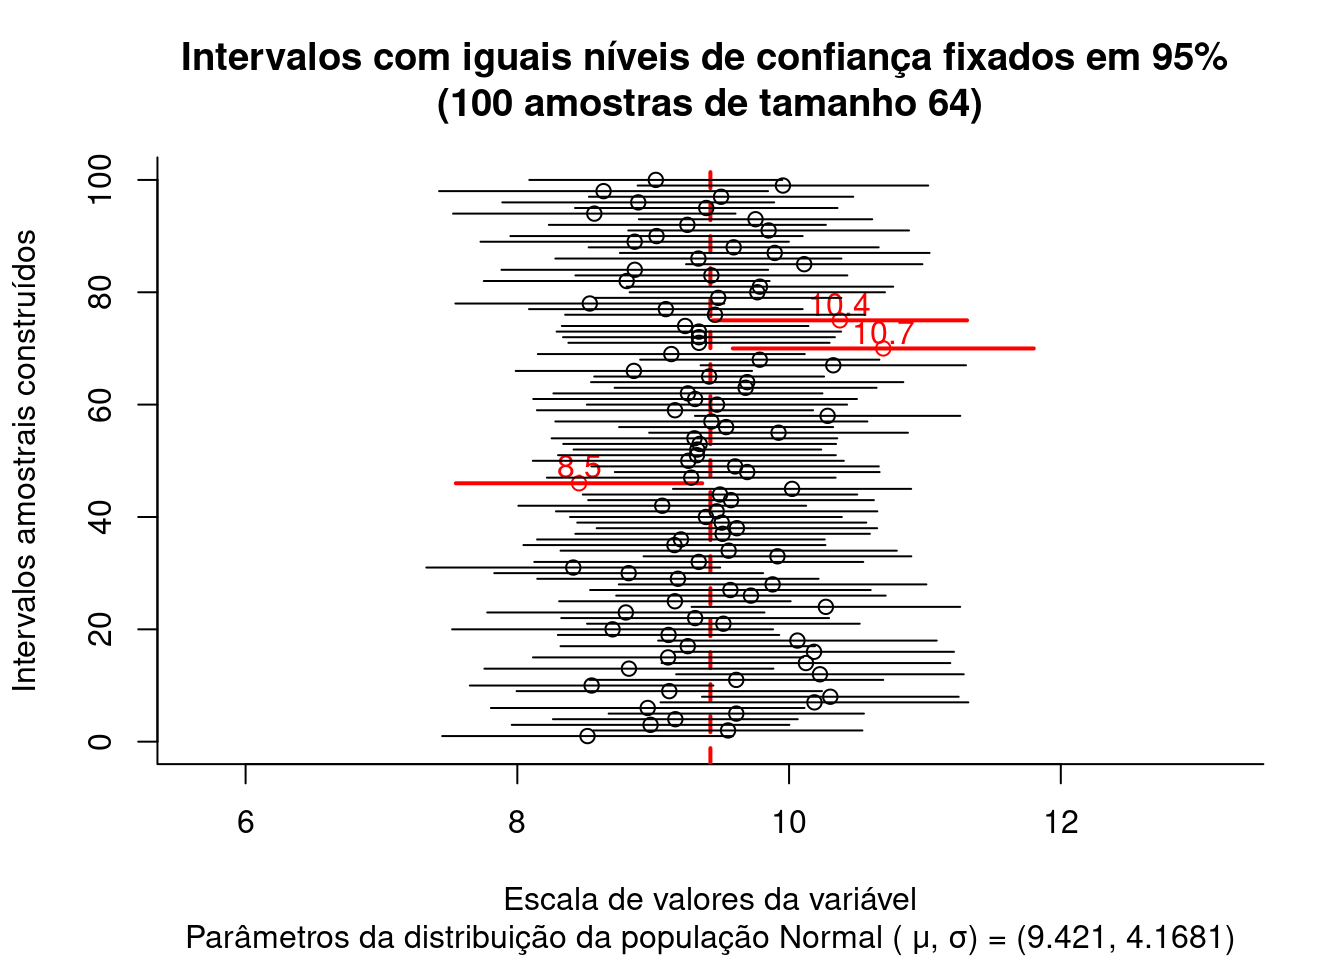 Intervalos com iguais níveis de confiança fixados em 95%
(100 amostras de tamanho 64)
Intervalos amostrais construídos
100
80
60
40
20
0
10.4
10.7
8.5
6 8 10 12
Escala de valores da variável
Parâmetros da distribuição da população Normal ( μ, σ) = (9.421, 4.1681)